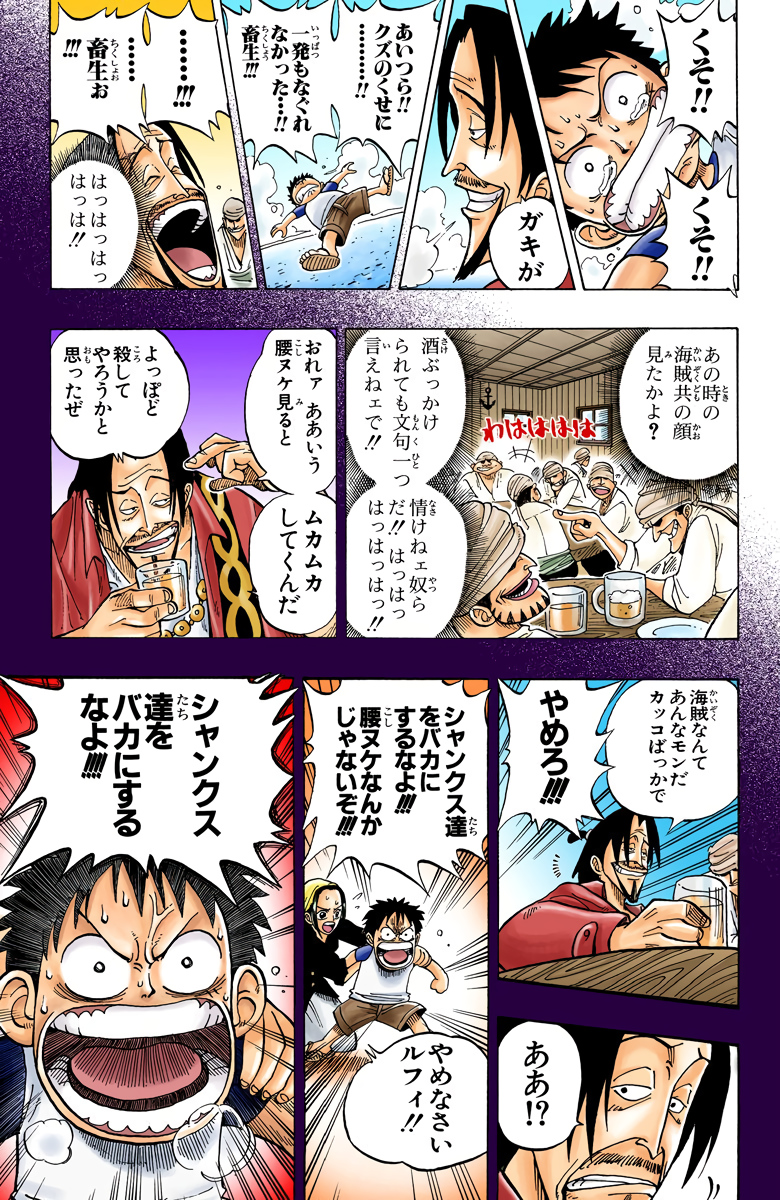 くそ!!
くそ!!
ガキが
あいつら!!
クズのくせに
…………!!
一発もなぐれ
なかった…!!
畜生!!!
………!!!
………
畜生ォ
!!!
はっはっはっ
はっは!!
あの時の
海賊共の顔
見たかよ？
わはははは
酒ぶっかけ
られても文句一つ
言えねェで!!
情けねェ奴ら
だ!!はっはっ
はっはっはっ!!
おれァ ああいう
腰ヌケ見ると
ムカムカ
してくんだ
よっぽど
殺して
やろうかと
思ったぜ
海賊なんて
あんなモンだ
カッコばっかで
やめろ!!!
ああ!?
シャンクス達
をバカに
するなよ!!!
腰ヌケなんか
じゃないぞ!!!
やめなさい
ルフィ!!
シャンクス
達を
バカにする
なよ!!!!